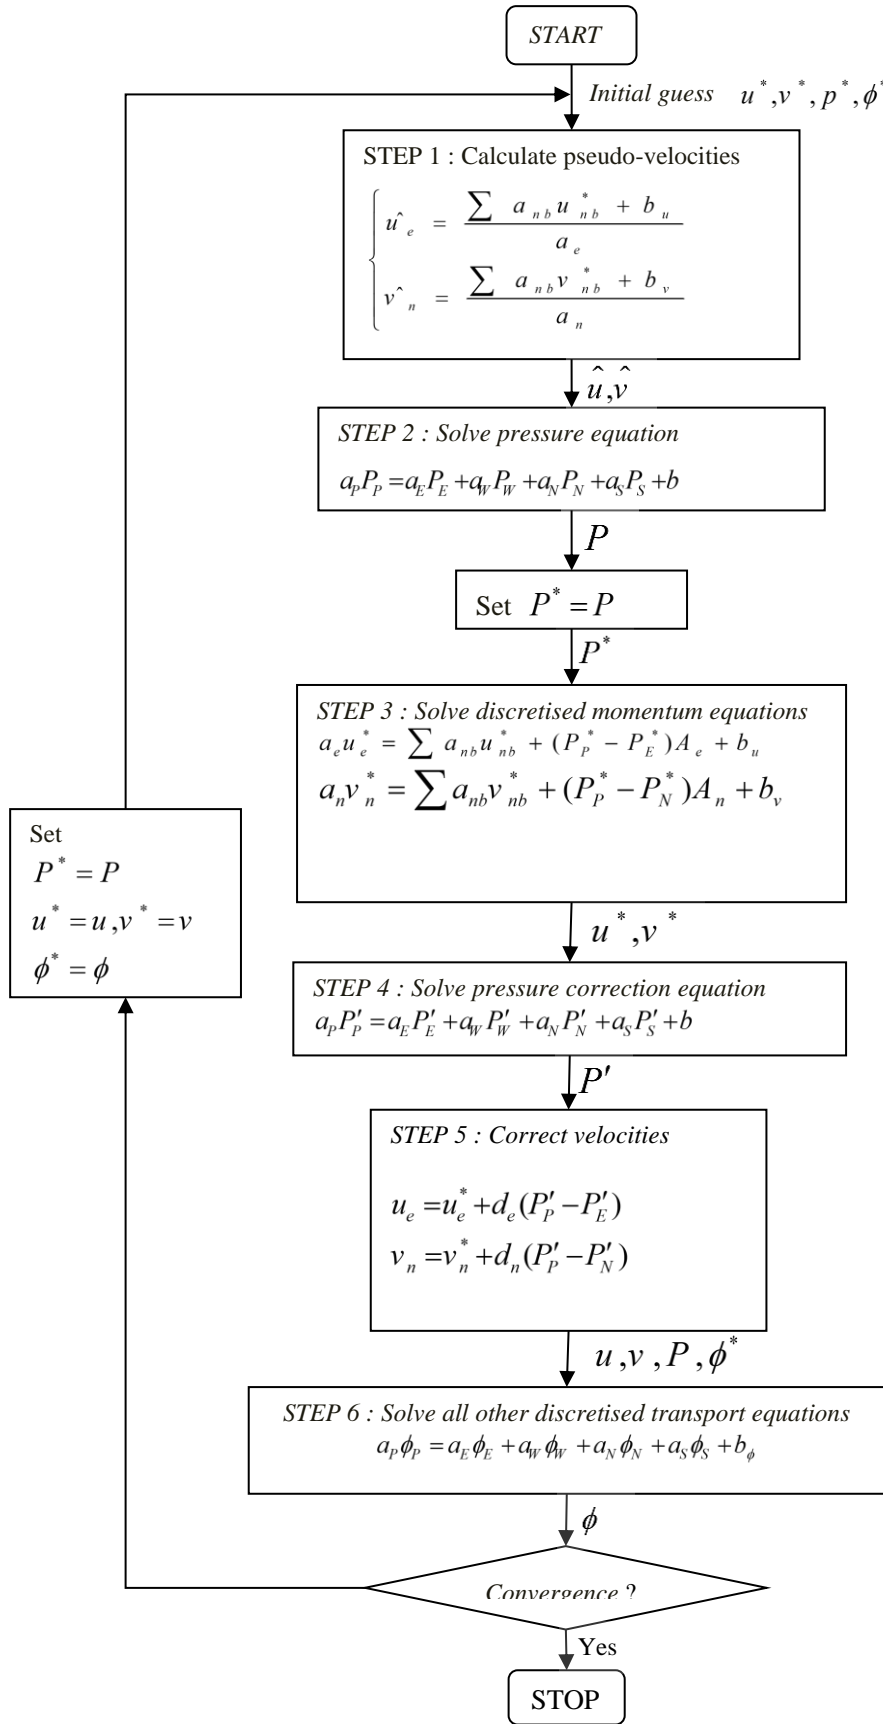 START
Initial guess u*,v*,p*,ϕ*
STEP 1 : Calculate pseudo-velocities
û_e = (∑ a_nb u*_nb + b_u) / a_e
v̂_n = (∑ a_nb v*_nb + b_v) / a_n
û,v̂
STEP 2 : Solve pressure equation
a_P P_P = a_E P_E + a_W P_W + a_N P_N + a_S P_S + b
P
Set P* = P
P*
STEP 3 : Solve discretised momentum equations
a_e u*_e = ∑ a_nb u*_nb + (P*_P − P*_E)A_e + b_u
a_n v*_n = ∑ a_nb v*_nb + (P*_P − P*_N)A_n + b_v
u*,v*
STEP 4 : Solve pressure correction equation
a_P P′_P = a_E P′_E + a_W P′_W + a_N P′_N + a_S P′_S + b
P′
STEP 5 : Correct velocities
u_e = u*_e + d_e(P′_P − P′_E)
v_n = v*_n + d_n(P′_P − P′_N)
u,v,P,ϕ*
STEP 6 : Solve all other discretised transport equations
a_P ϕ_P = a_E ϕ_E + a_W ϕ_W + a_N ϕ_N + a_S ϕ_S + b_ϕ
ϕ
Convergence ?
Yes
STOP
Set
P* = P
u* = u,v* = v
ϕ* = ϕ